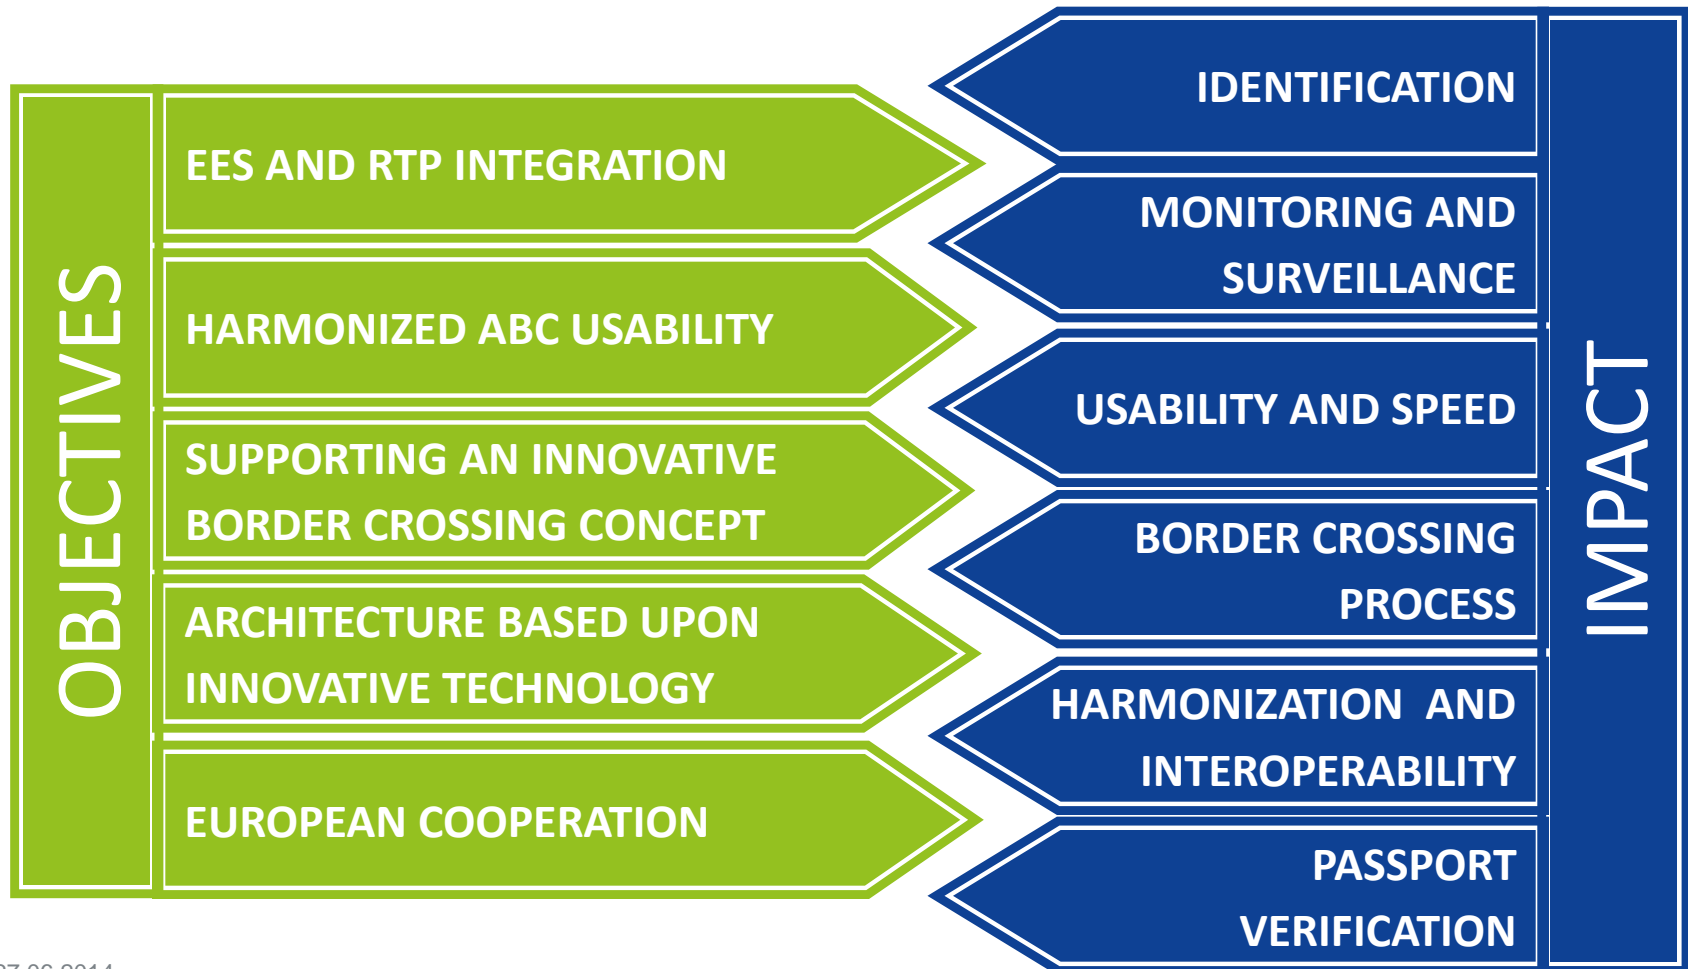 OBJECTIVES
EES AND RTP INTEGRATION
HARMONIZED ABC USABILITY
SUPPORTING AN INNOVATIVE
BORDER CROSSING CONCEPT
ARCHITECTURE BASED UPON
INNOVATIVE TECHNOLOGY
EUROPEAN COOPERATION
IDENTIFICATION
MONITORING AND
SURVEILLANCE
USABILITY AND SPEED
BORDER CROSSING
PROCESS
HARMONIZATION  AND
INTEROPERABILITY
PASSPORT
VERIFICATION
IMPACT